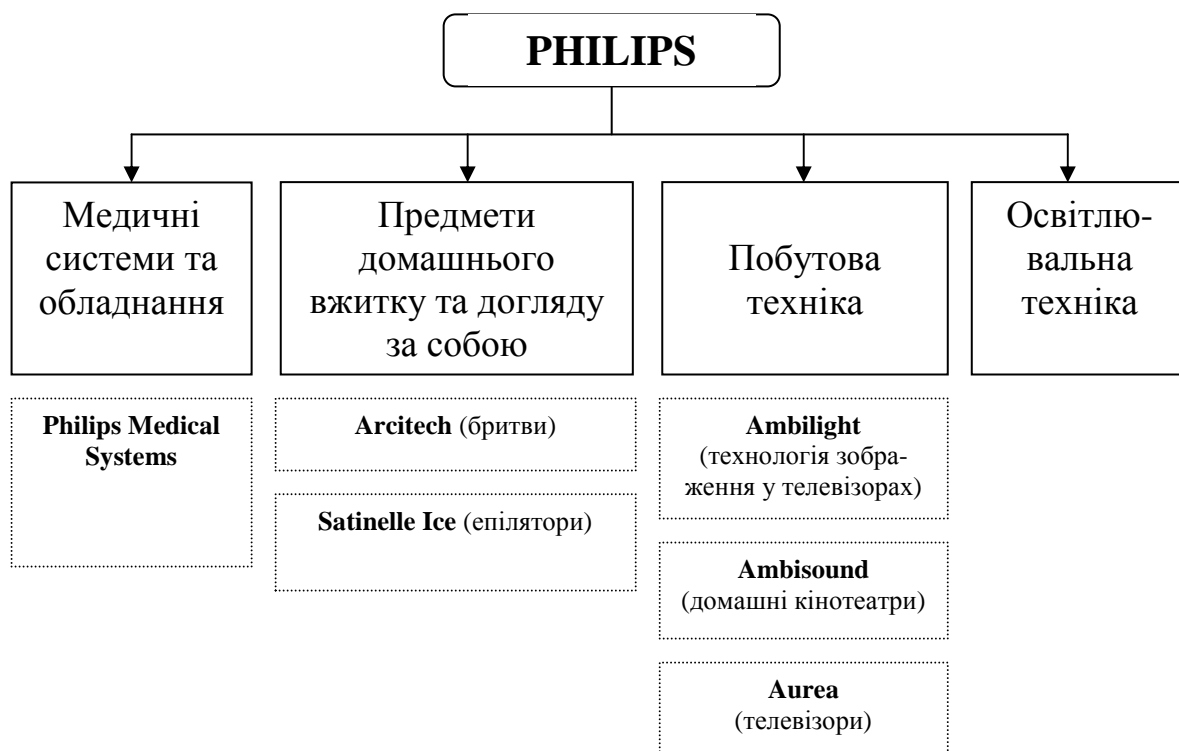 PHILIPS
Медичні
системи та
обладнання
Предмети
домашнього
вжитку та догляду
за собою
Побутова
техніка
Освітлю-
вальна
техніка
Philips Medical
Systems
Arcitech (бритви)
Satinelle Ice (епілятори)
Ambilight
(технологія зобра-
ження у телевізорах)
Ambisound
(домашні кінотеатри)
Aurea
(телевізори)